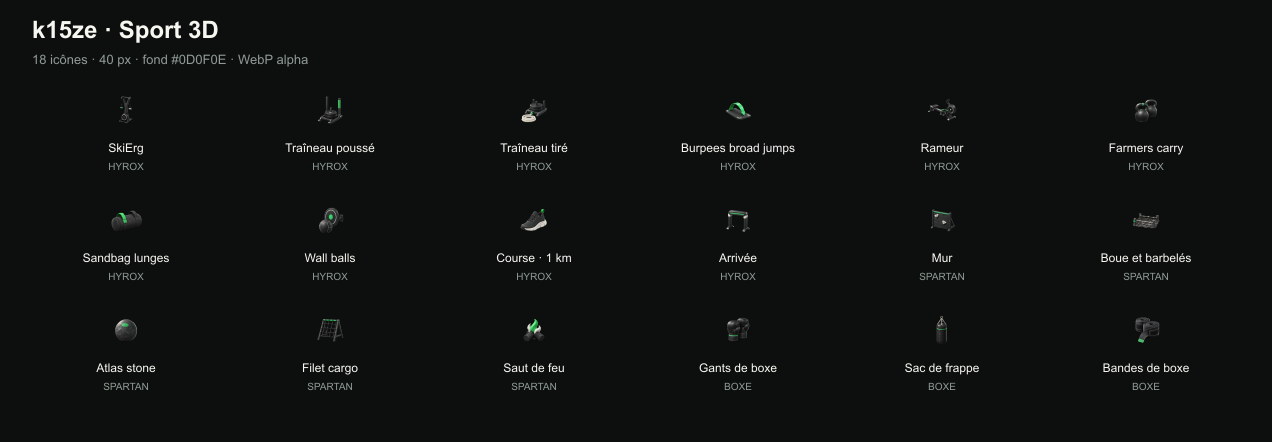 k15ze · Sport 3D
18 icônes · 40 px · fond #0D0F0E · WebP alpha
SkiErg Traîneau poussé Traîneau tiré Burpees broad jumps Rameur Farmers carry
HYROX HYROX HYROX HYROX HYROX HYROX
Sandbag lunges Wall balls Course · 1 km Arrivée Mur Boue et barbelés
HYROX HYROX HYROX HYROX SPARTAN SPARTAN
Atlas stone Filet cargo Saut de feu Gants de boxe Sac de frappe Bandes de boxe
SPARTAN SPARTAN SPARTAN BOXE BOXE BOXE